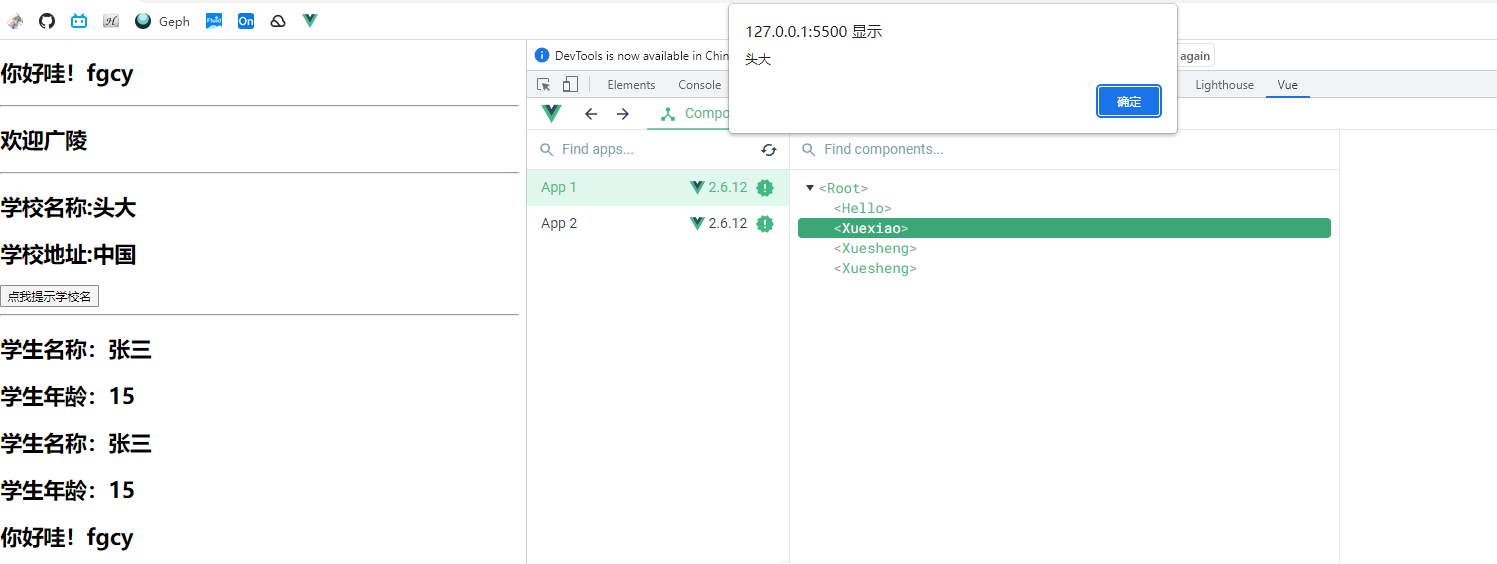 Geph
Fluid
On
127.0.0.1:5500 显示
头大
确定
你好哇！fgcy
欢迎广陵
学校名称:头大
学校地址:中国
点我提示学校名
学生名称：张三
学生年龄：15
学生名称：张三
学生年龄：15
你好哇！fgcy
DevTools is now available in Chin
again
Elements
Console
Lighthouse
Vue
Compo
Find apps...
App 1
2.6.12
App 2
2.6.12
Find components...
<Root>
<Hello>
<Xuexiao>
<Xuesheng>
<Xuesheng>